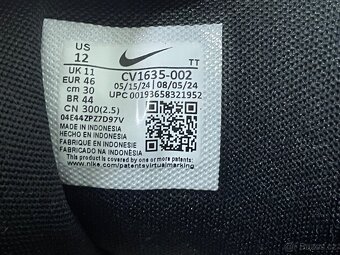 US
12
TT
UK 11
EUR 46
cm 30
BR 44
CN 300(2.5)
CV1635-002
05/15/24 08/05/24
UPC 00193658321952
04E44ZPZ7D97V
MADE IN INDONESIA
HECHO EN INDONESIA
FABRIQUE EN INDONESIE
FABRICADO NA INDONESIA
This product is covered by one or more patents. See
www.nike.com/patentsvirtualmarking